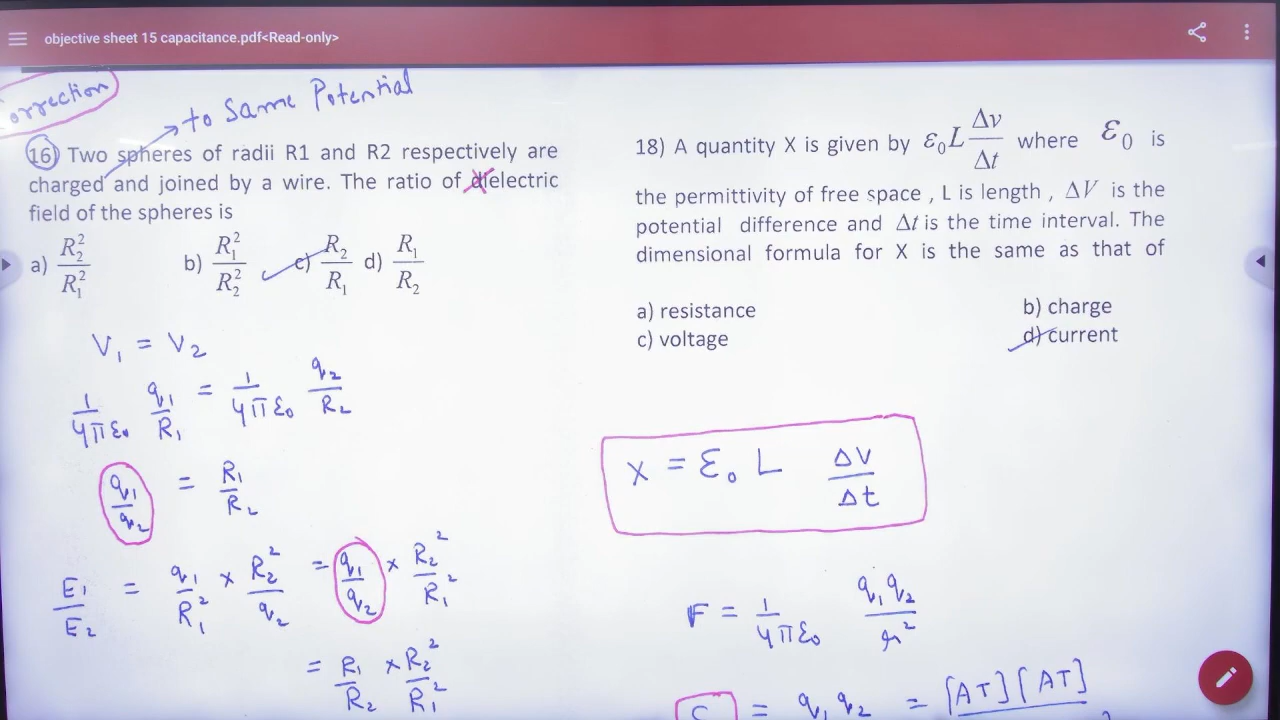 objective sheet 15 capacitance.pdf<Read-only>
orrection
to Same Potential
16) Two spheres of radii R1 and R2 respectively are
charged and joined by a wire. The ratio of dielectric
field of the spheres is
a) R₂²/R₁² b) R₁²/R₂² c) R₂/R₁ d) R₁/R₂
V₁ = V₂
1/4πε₀ q₁/R₁ = 1/4πε₀ q₂/R₂
q₁/q₂ = R₁/R₂
E₁/E₂ = q₁/R₁² × R₂²/q₂ = q₁/q₂ × R₂²/R₁²
= R₁/R₂ × R₂²/R₁²
18) A quantity X is given by ε₀L Δv/Δt where ε₀ is
the permittivity of free space , L is length , ΔV is the
potential difference and Δt is the time interval. The
dimensional formula for X is the same as that of
a) resistance b) charge
c) voltage d) current
X = ε₀ L ΔV/Δt
F = 1/4πε₀ q₁q₂/r²
= q₁ q₂ = [AT][AT]